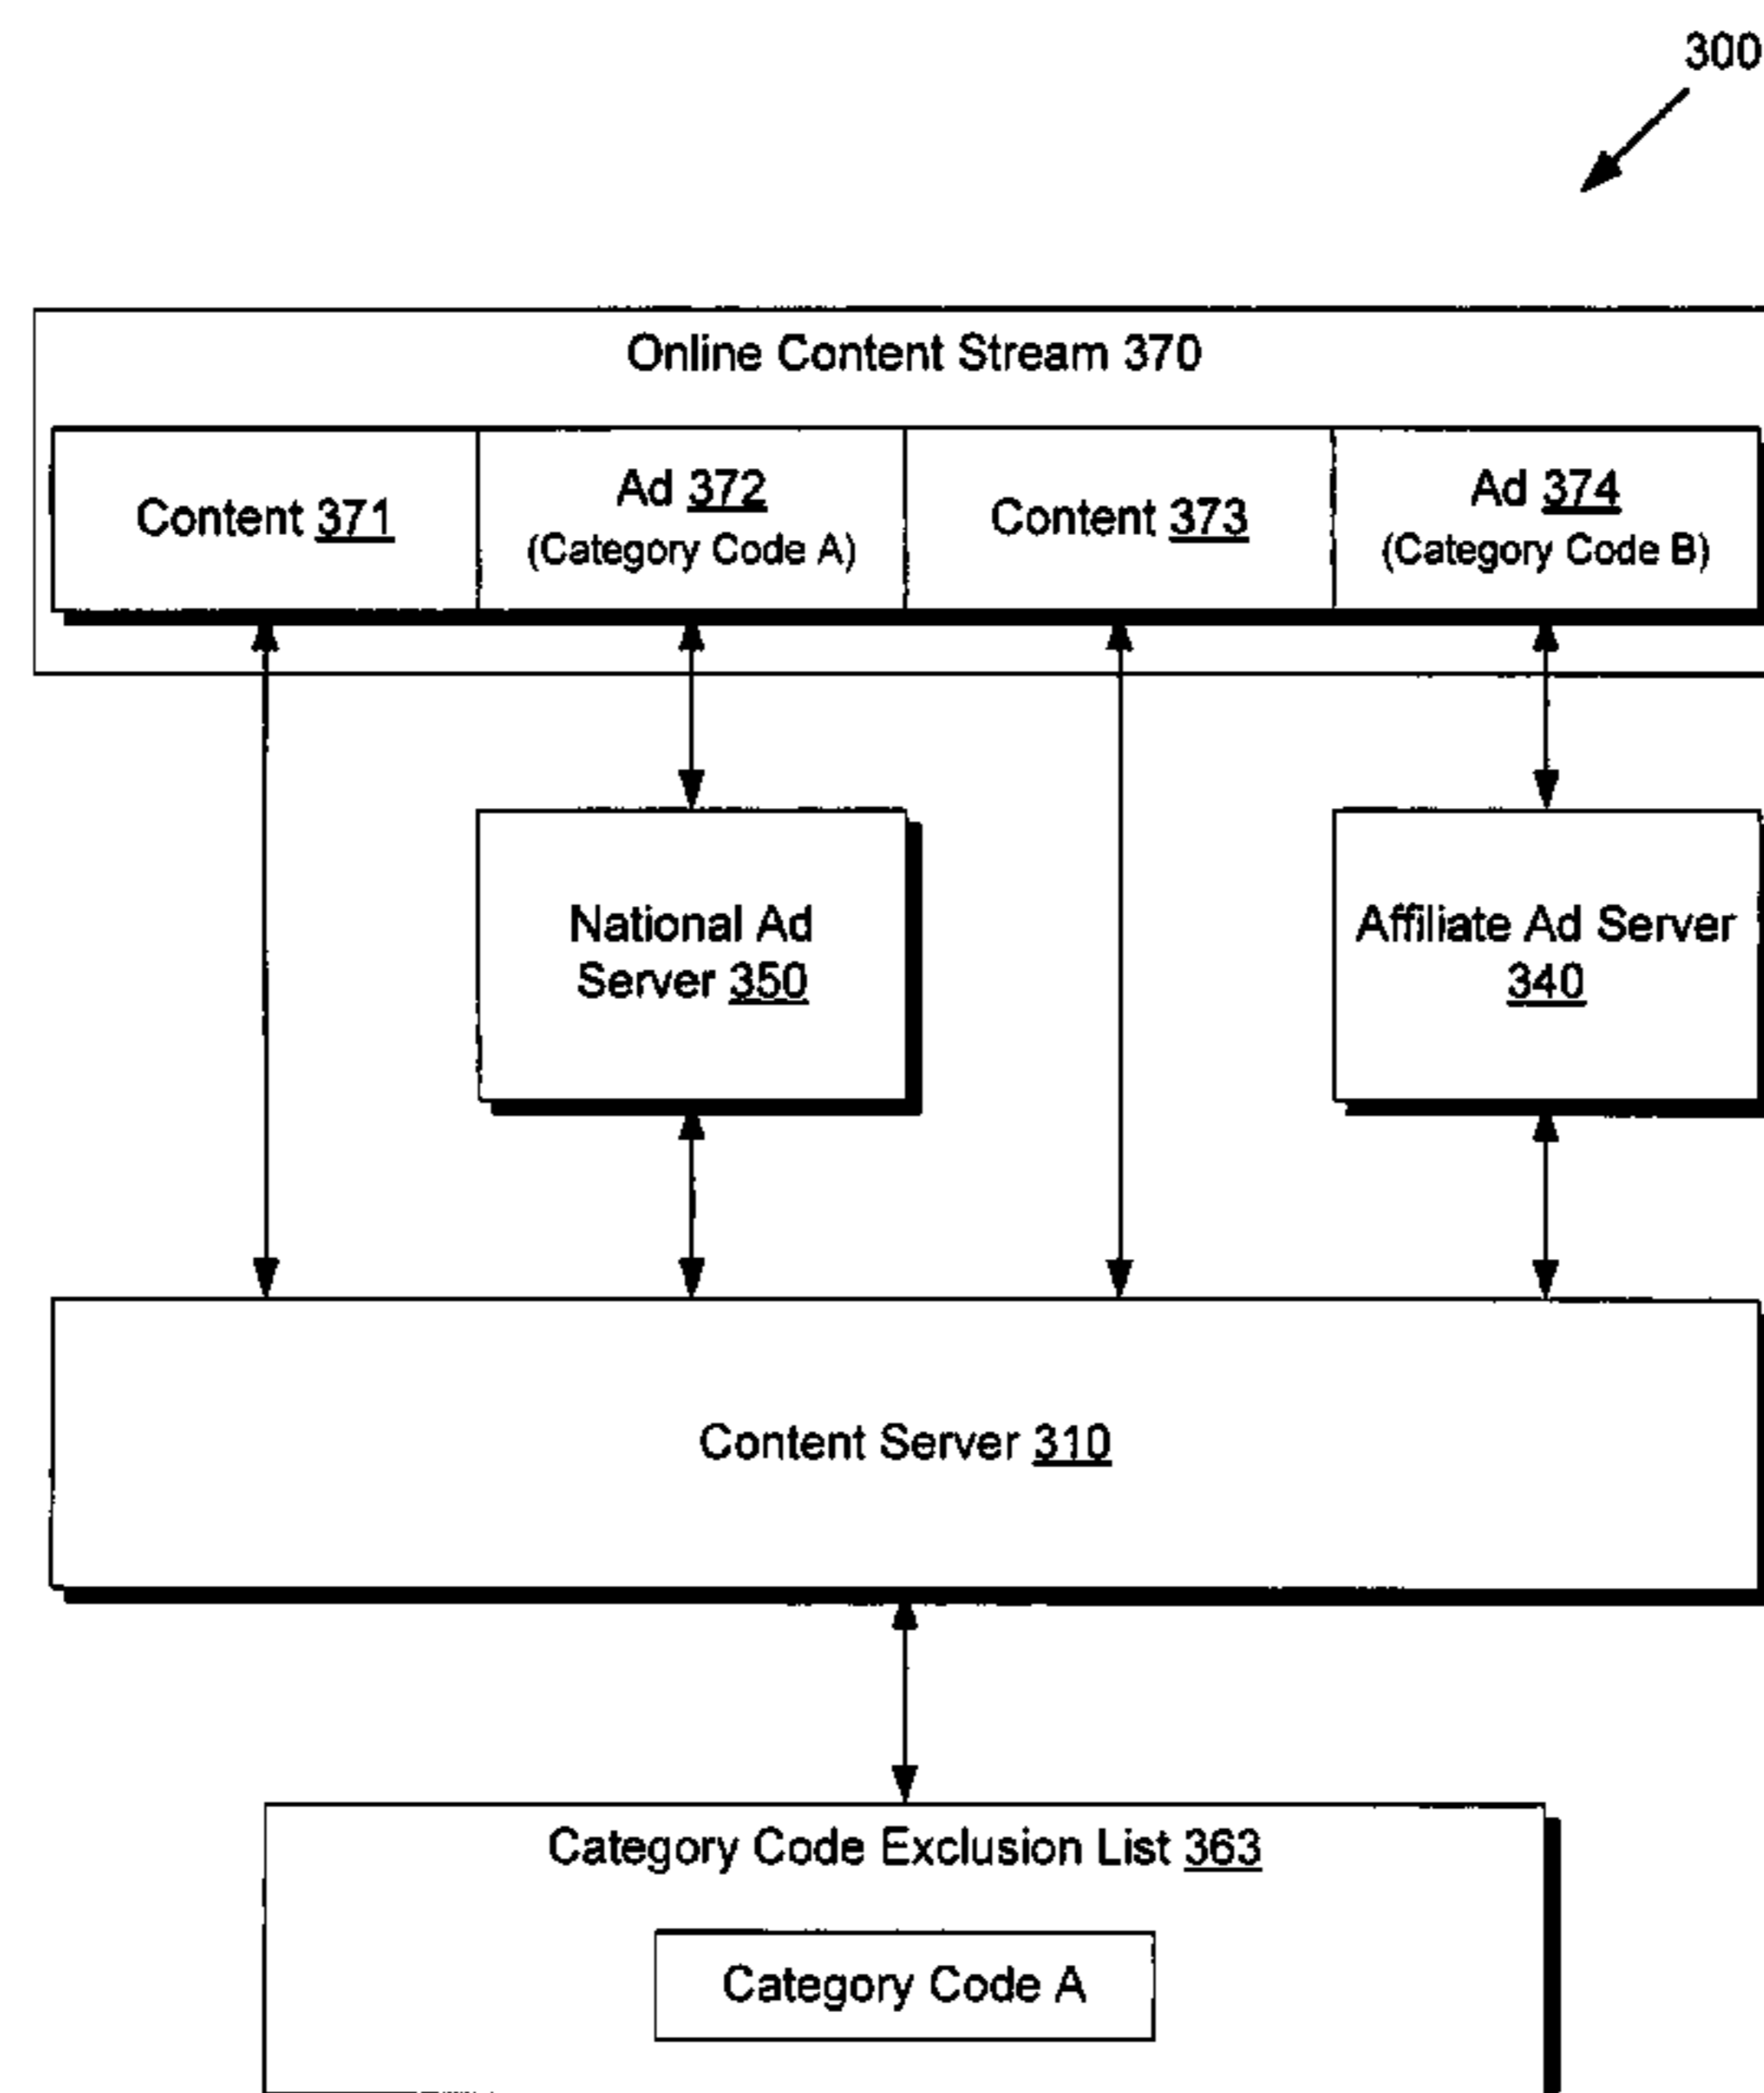 300
Online Content Stream 370
Content 371
Ad 372
(Category Code A)
Content 373
Ad 374
(Category Code B)
National Ad
Server 350
Affiliate Ad Server
340
Content Server 310
Category Code Exclusion List 363
Category Code A